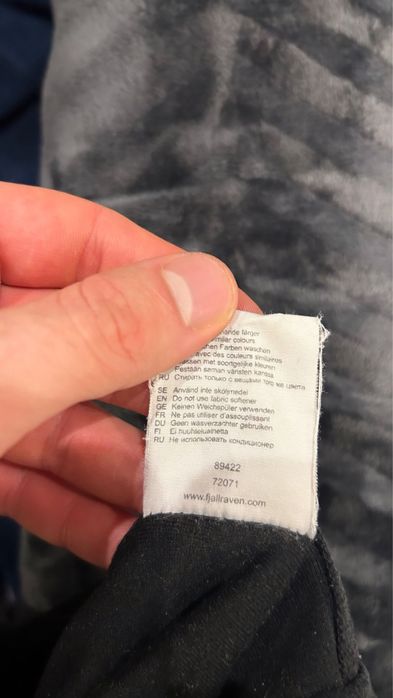 ande färger
similar colours
chen Farben waschen
avec des couleurs similaires
assen met soortgelijke kleuren
Pestään saman väristen kanssa
RU Стирать только с вещами того же цвета
SE Använd inte sköljmedel
EN Do not use fabric softener
GE Keinen Weichspüler verwenden
FR Ne pas utiliser d'assouplissent
DU Geen wasverzachter gebruiken
FI Ei huuhteluainetta
RU Не использовать кондиционер
89422
72071
www.fjallraven.com